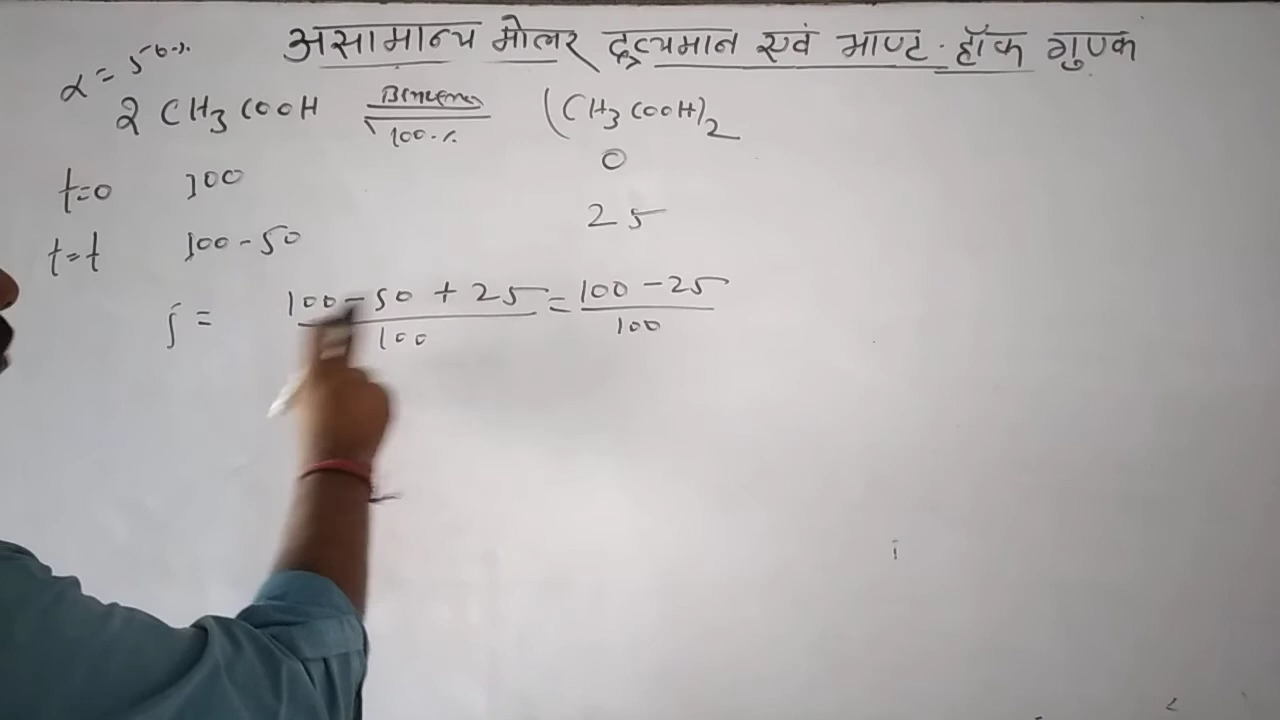 असामान्य मोलर द्रव्यमान एवं भाण्ट हॉफ गुणक
α = 50%
2 CH3COOH Benzene 100% (CH3COOH)2
t=0 100 0
t=t 100-50 25
i = 100-50+25/100 = 100-25/100
i